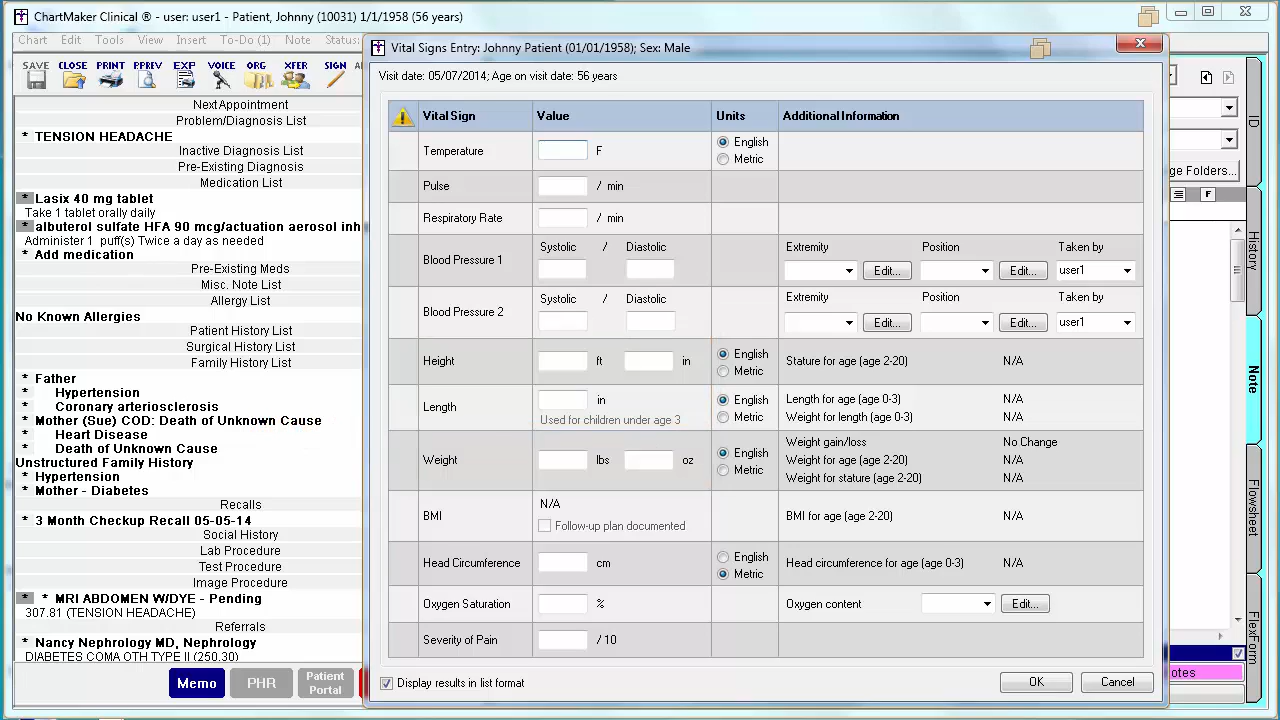 ChartMaker Clinical ® - user: user1 - Patient, Johnny (10031) 1/1/1958 (56 years)
Chart Edit Tools View Insert To-Do (1) Note Status:
SAVE CLOSE PRINT PPREV EXP VOICE ORG XFER SIGN
NextAppointment
Problem/Diagnosis List
* TENSION HEADACHE
Inactive Diagnosis List
Pre-Existing Diagnosis
Medication List
* Lasix 40 mg tablet
Take 1 tablet orally daily
* albuterol sulfate HFA 90 mcg/actuation aerosol inh
Administer 1 puff(s) Twice a day as needed
* Add medication
Pre-Existing Meds
Misc. Note List
Allergy List
No Known Allergies
Patient History List
Surgical History List
Family History List
* Father
* Hypertension
* Coronary arteriosclerosis
* Mother (Sue) COD: Death of Unknown Cause
* Heart Disease
* Death of Unknown Cause
Unstructured Family History
* Hypertension
* Mother - Diabetes
Recalls
* 3 Month Checkup Recall 05-05-14
Social History
Lab Procedure
Test Procedure
Image Procedure
* * MRI ABDOMEN W/DYE - Pending
307.81 (TENSION HEADACHE)
Referrals
* Nancy Nephrology MD, Nephrology
DIABETES COMA OTH TYPE II (250.30)
Memo PHR Patient Portal
Vital Signs Entry: Johnny Patient (01/01/1958); Sex: Male
Visit date: 05/07/2014; Age on visit date: 56 years
Vital Sign Value Units Additional Information
Temperature F English
Metric
Pulse / min
Respiratory Rate / min
Systolic / Diastolic Extremity Position Taken by
Blood Pressure 1 Edit... Edit... user1
Systolic / Diastolic Extremity Position Taken by
Blood Pressure 2 Edit... Edit... user1
Height ft in English Stature for age (age 2-20) N/A
Metric
Length in English Length for age (age 0-3) N/A
Used for children under age 3 Metric Weight for length (age 0-3) N/A
Weight gain/loss No Change
Weight lbs oz English Weight for age (age 2-20) N/A
Metric Weight for stature (age 2-20) N/A
N/A
BMI BMI for age (age 2-20) N/A
Follow-up plan documented
English
Head Circumference cm Head circumference for age (age 0-3) N/A
Metric
Oxygen Saturation % Oxygen content Edit...
Severity of Pain / 10
Display results in list format OK Cancel
ge Folders...
F
otes
ID
History
Note
Flowsheet
FlexForm